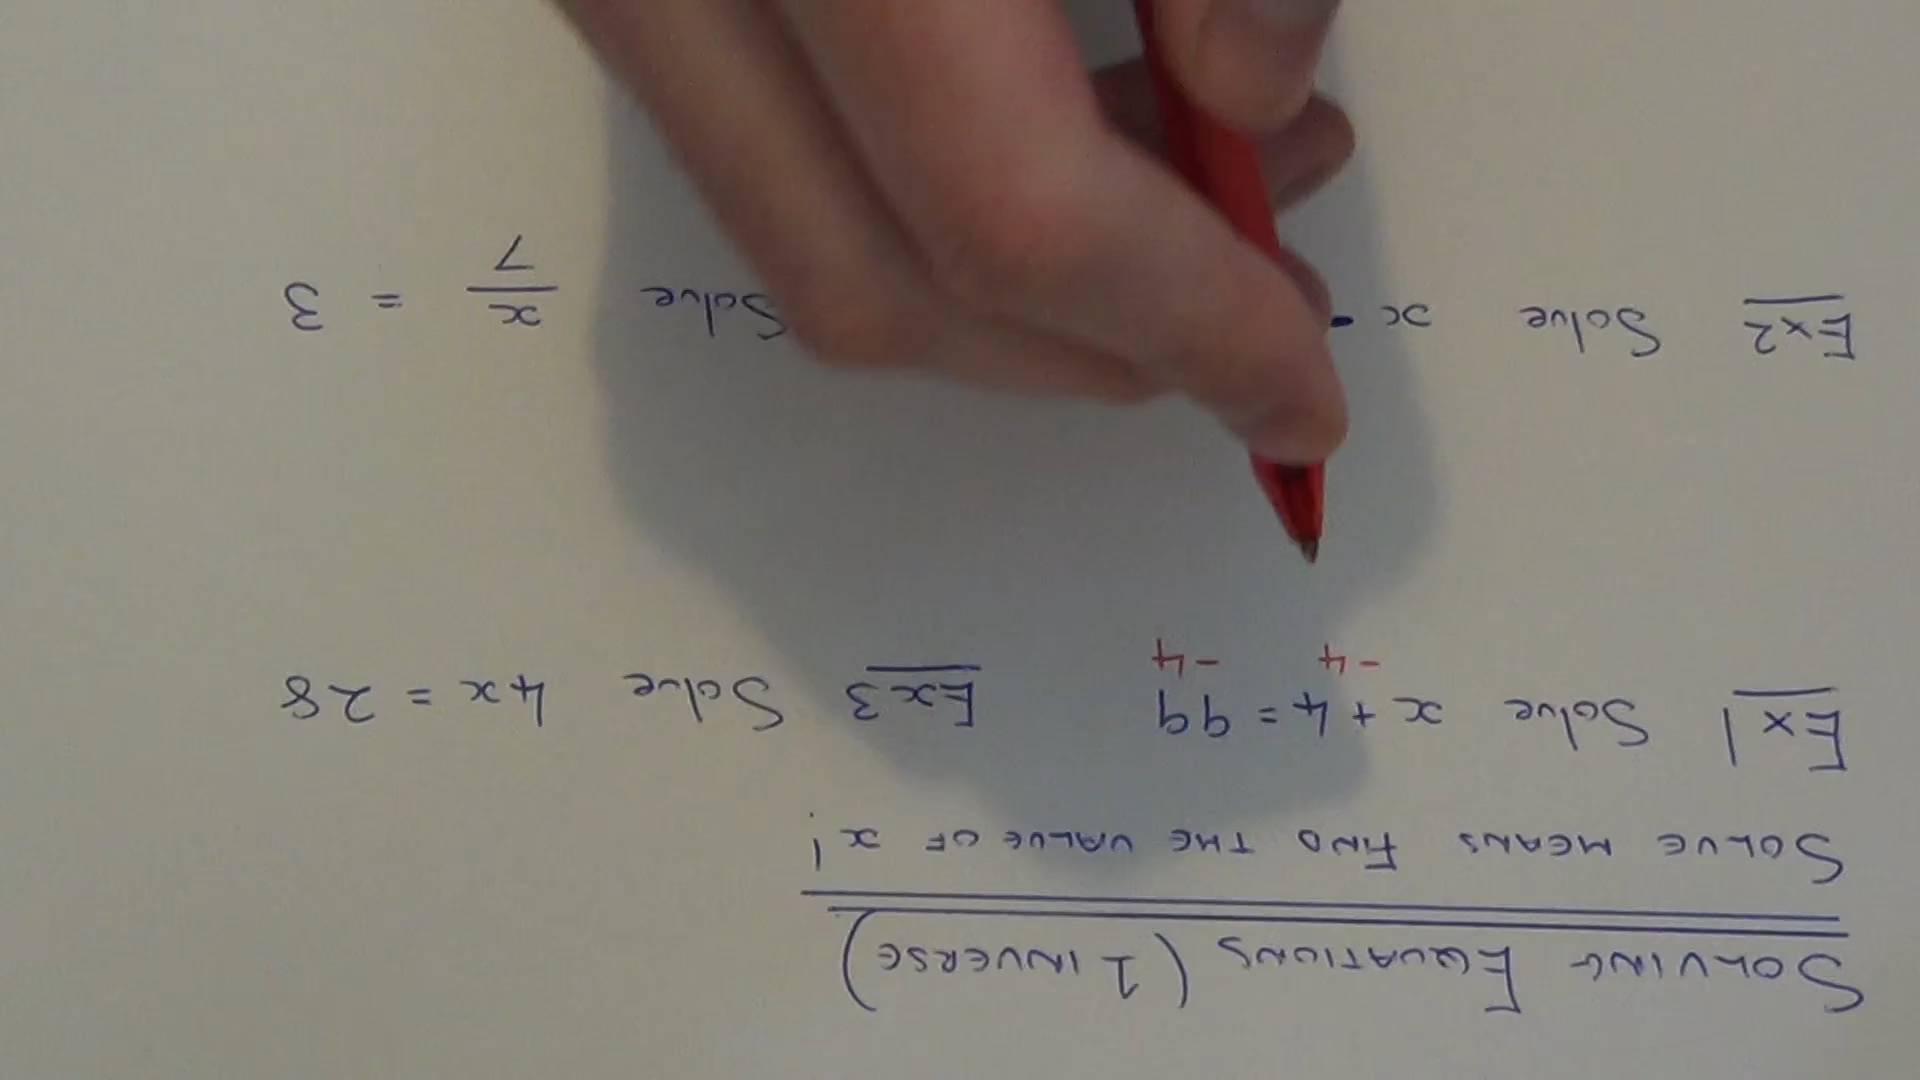 SOLVING EQUATIONS (1 INVERSE)
SOLVE MEANS FIND THE VALUE OF x!
Ex1 Solve x + 4 = 99
-4 -4
Ex3 Solve 4x = 28
Ex2 Solve x -
Solve x/7 = 3